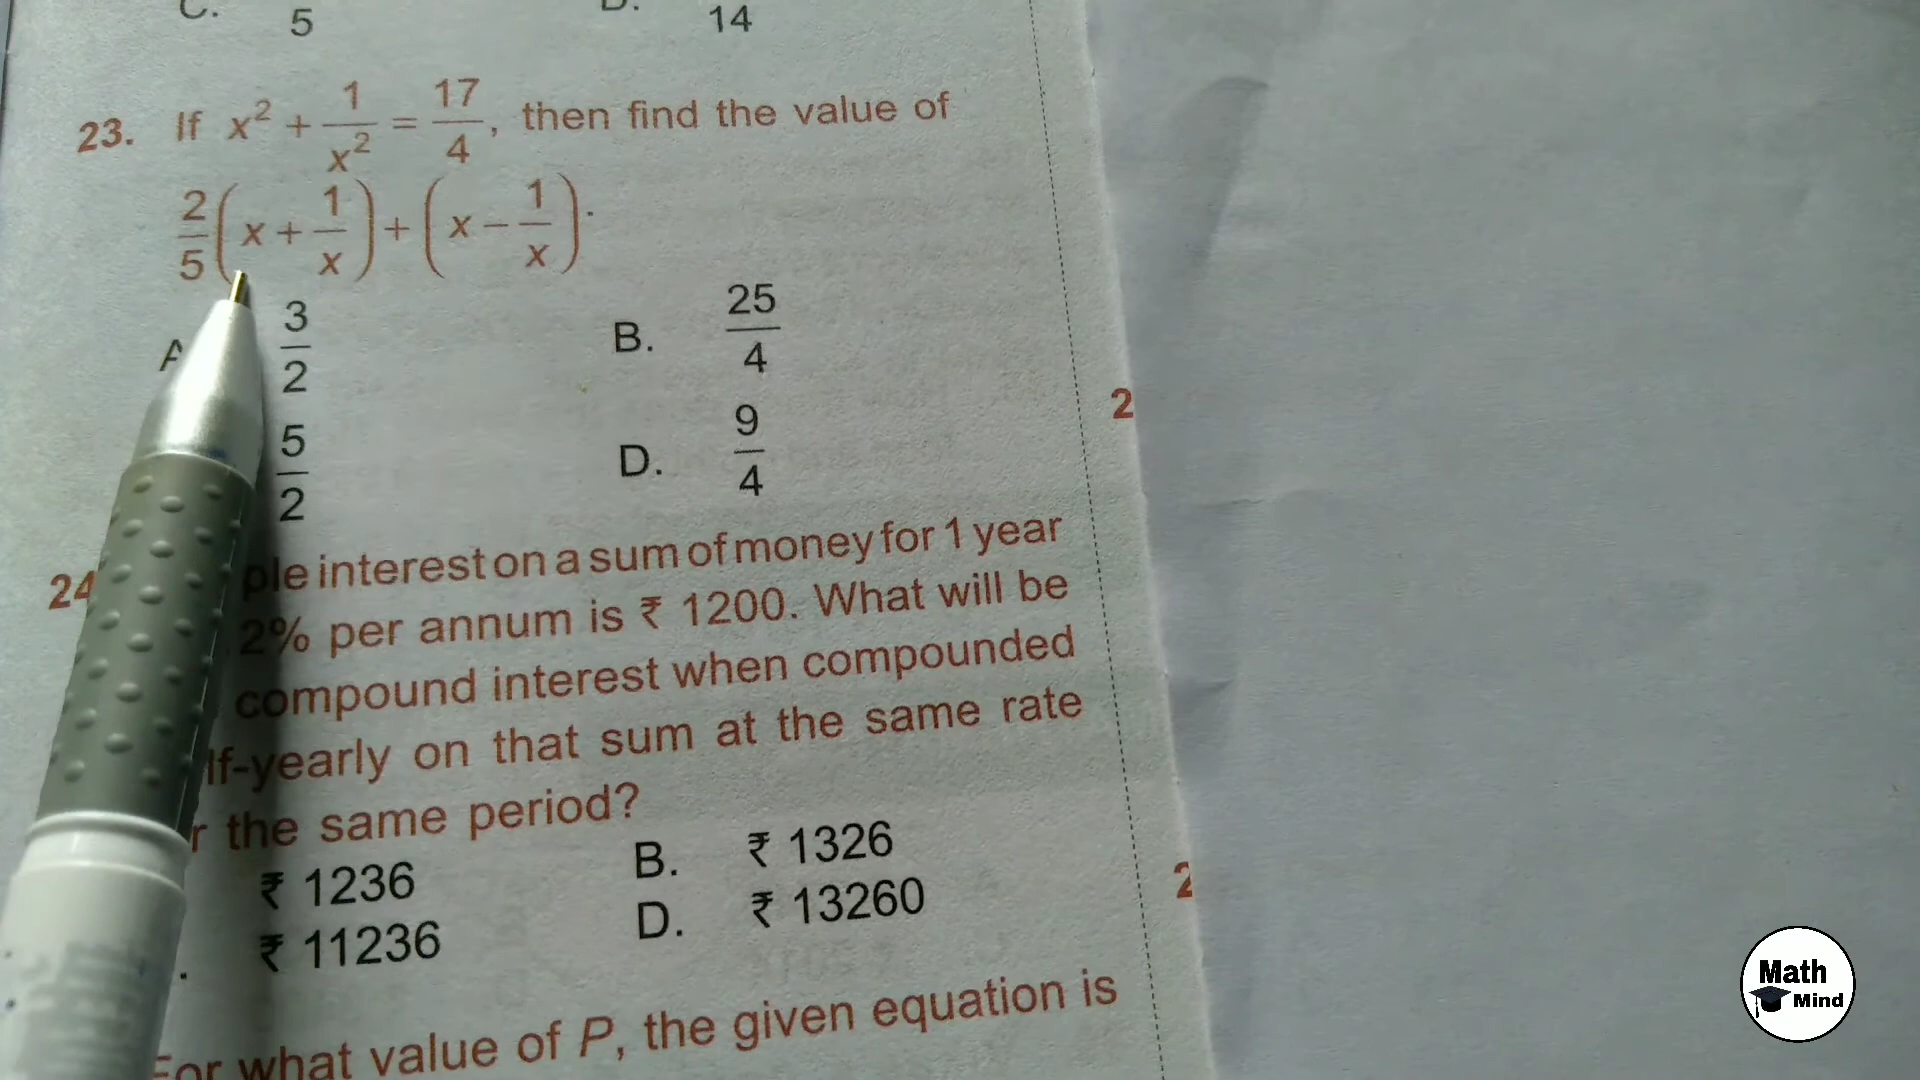 5 14
23. If x² + 1/x² = 17/4, then find the value of
2/5 (x + 1/x) + (x − 1/x).
3/2 B. 25/4
5/2 D. 9/4
2
24 ple interest on a sum of money for 1 year
2% per annum is ₹ 1200. What will be
compound interest when compounded
lf-yearly on that sum at the same rate
r the same period?
₹ 1236 B. ₹ 1326
₹ 11236 D. ₹ 13260
2
For what value of P, the given equation is
Math
Mind